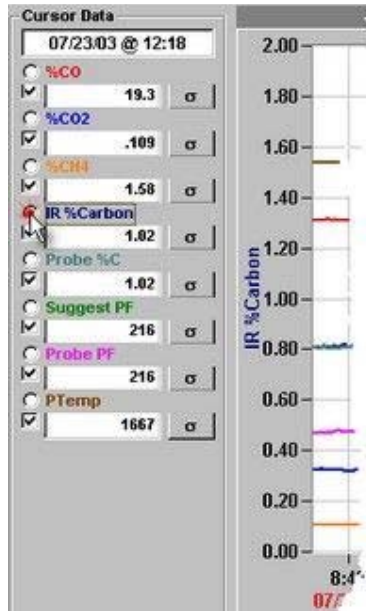 Cursor Data
07/23/03 @ 12:18
%CO
19.3 σ
%CO2
.109 σ
%CH4
1.58 σ
IR %Carbon
1.02 σ
Probe %C
1.02 σ
Suggest PF
216 σ
Probe PF
216 σ
PTemp
1667 σ
IR %Carbon
2.00
1.80
1.60
1.40
1.20
1.00
0.80
0.60
0.40
0.20
0.00